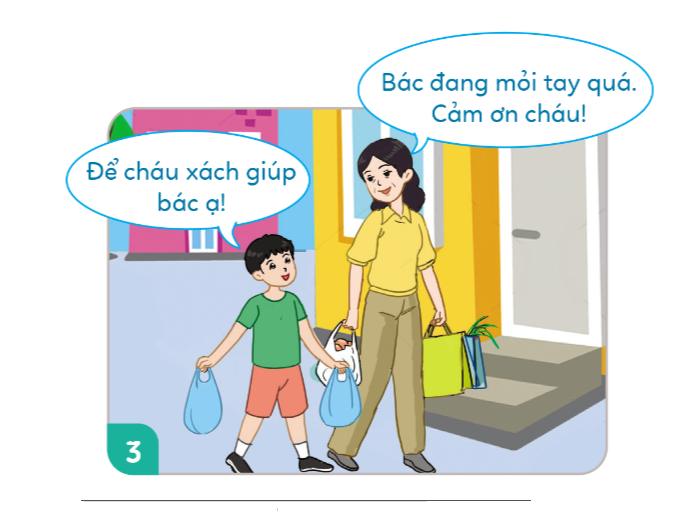 Bác đang mỏi tay quá.
Cảm ơn cháu!
Để cháu xách giúp
bác ạ!
3